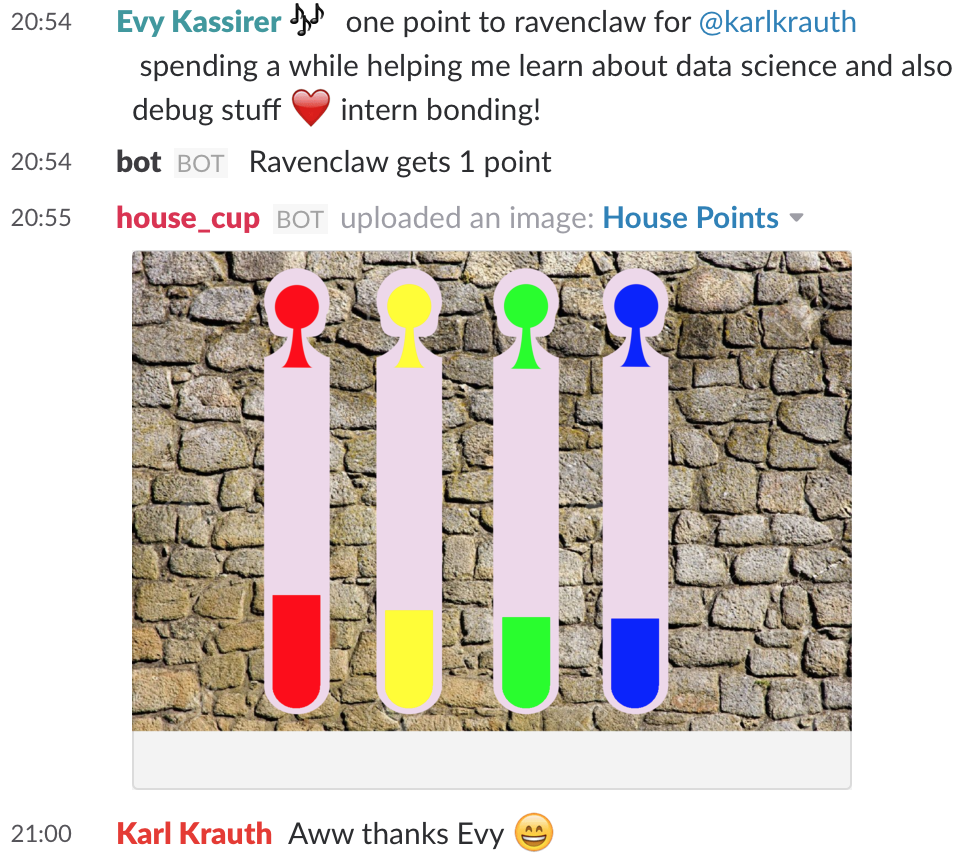 20:54 Evy Kassirer 🎶 one point to ravenclaw for @karlkrauth
spending a while helping me learn about data science and also
debug stuff ❤️ intern bonding!
20:54 bot BOT Ravenclaw gets 1 point
20:55 house_cup BOT uploaded an image: House Points
21:00 Karl Krauth Aww thanks Evy 😄